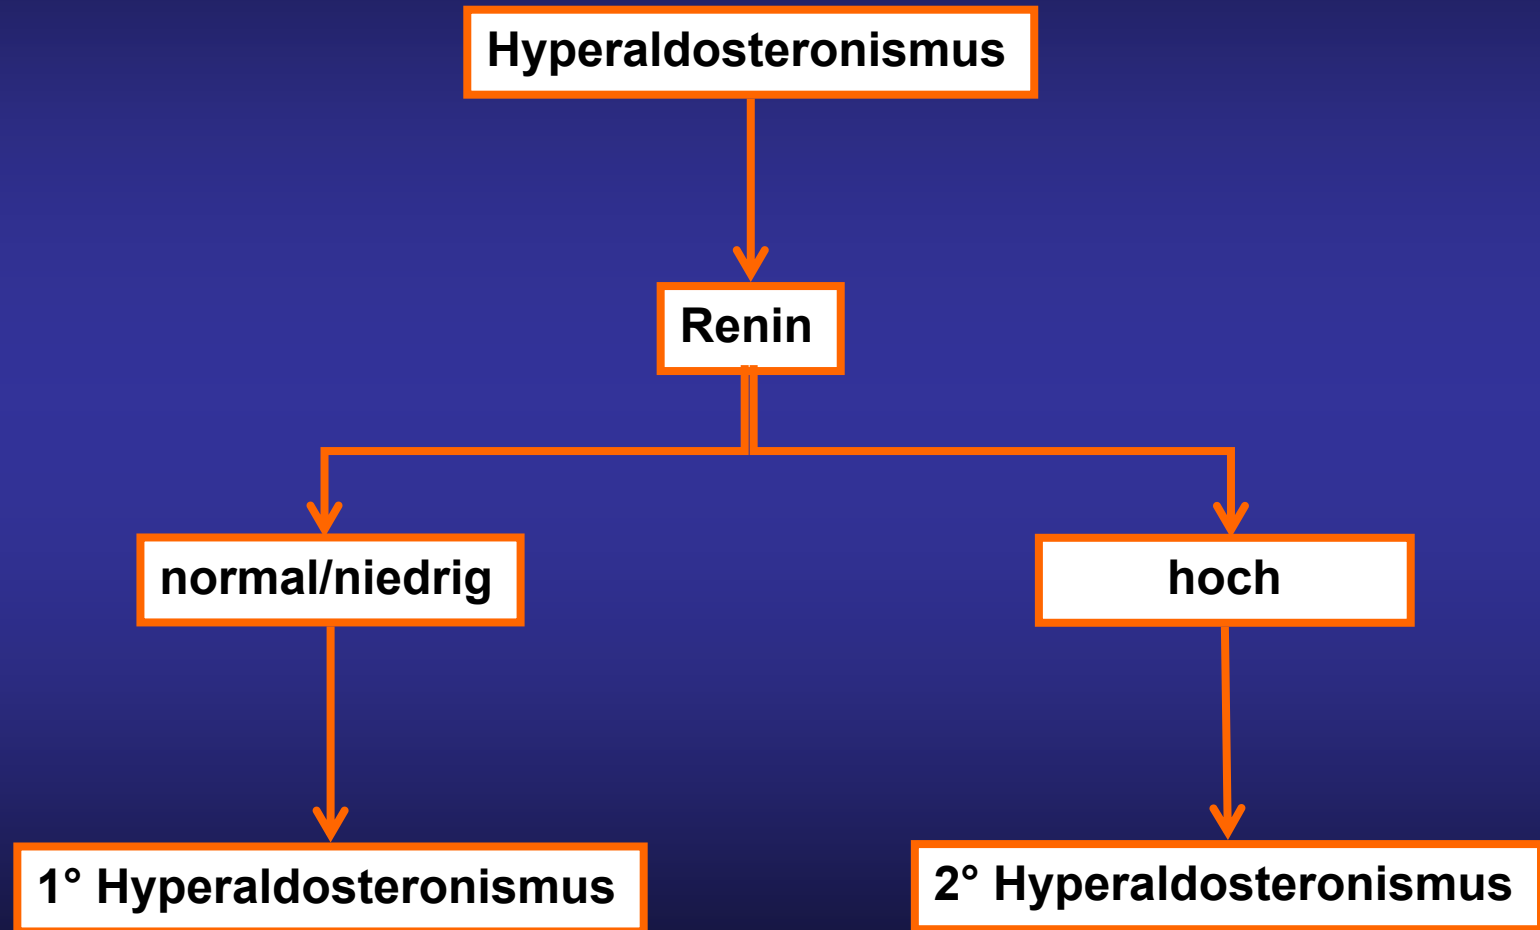 Hyperaldosteronismus
Renin
normal/niedrig
hoch
1° Hyperaldosteronismus
2° Hyperaldosteronismus